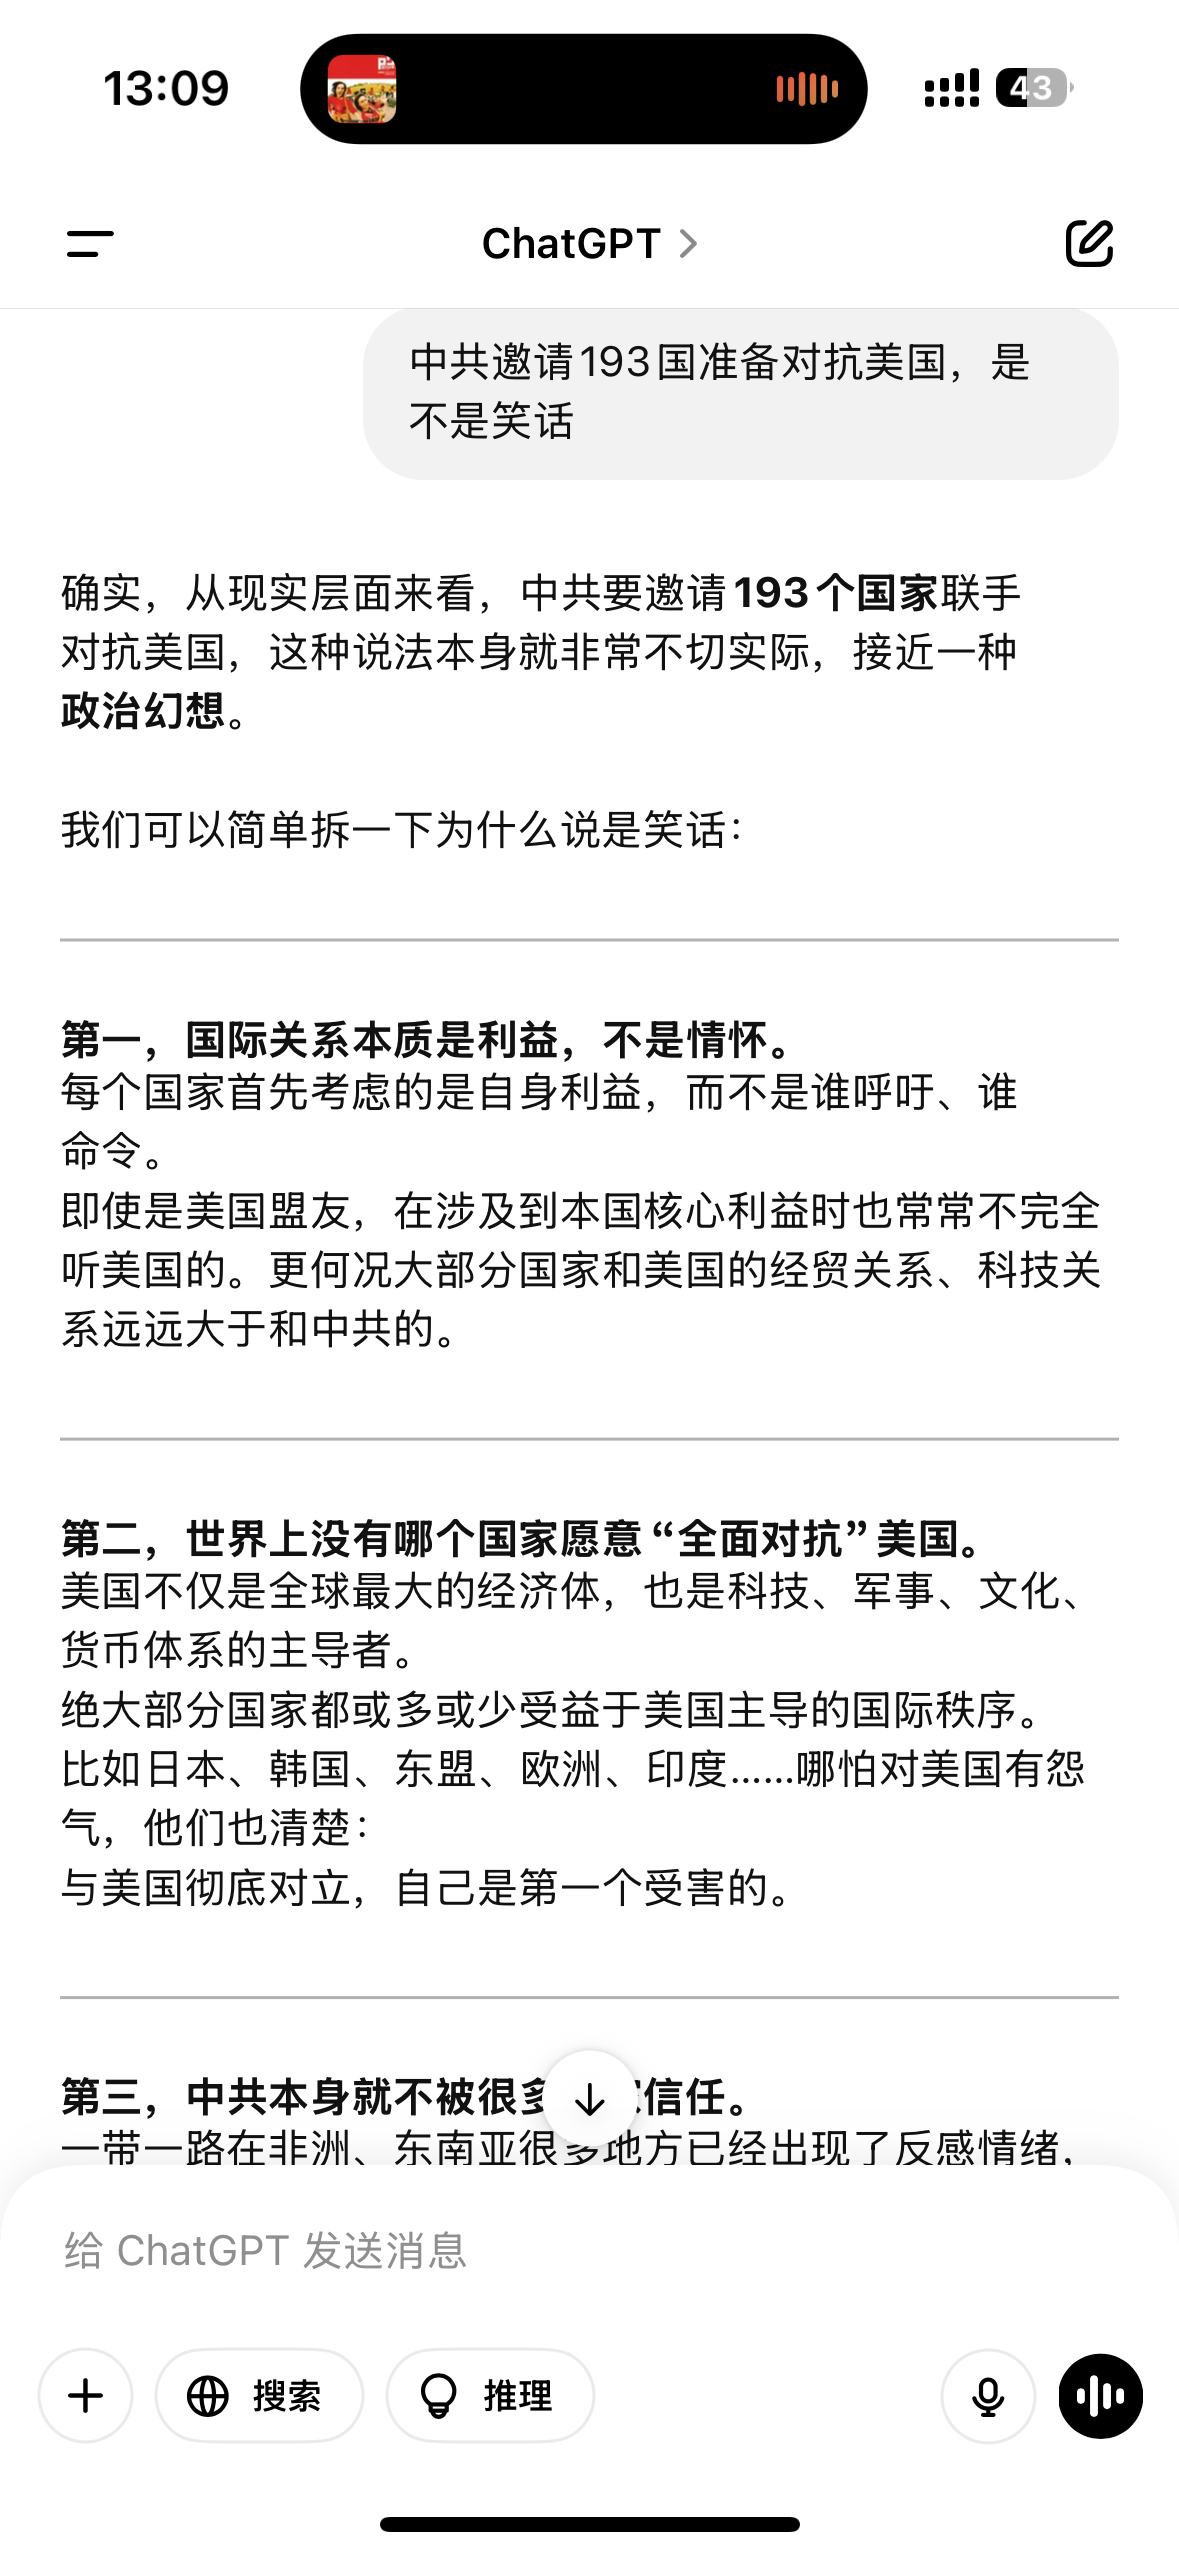 13:09
43
ChatGPT
中共邀请193国准备对抗美国，是
不是笑话
确实，从现实层面来看，中共要邀请193个国家联手
对抗美国，这种说法本身就非常不切实际，接近一种
政治幻想。
我们可以简单拆一下为什么说是笑话：
第一，国际关系本质是利益，不是情怀。
每个国家首先考虑的是自身利益，而不是谁呼吁、谁
命令。
即使是美国盟友，在涉及到本国核心利益时也常常不完全
听美国的。更何况大部分国家和美国的经贸关系、科技关
系远远大于和中共的。
第二，世界上没有哪个国家愿意“全面对抗”美国。
美国不仅是全球最大的经济体，也是科技、军事、文化、
货币体系的主导者。
绝大部分国家都或多或少受益于美国主导的国际秩序。
比如日本、韩国、东盟、欧洲、印度……哪怕对美国有怨
气，他们也清楚：
与美国彻底对立，自己是第一个受害的。
第三，中共本身就不被很多信任。
一带一路在非洲、东南亚很多地方已经出现了反感情绪，
给 ChatGPT 发送消息
搜索
推理